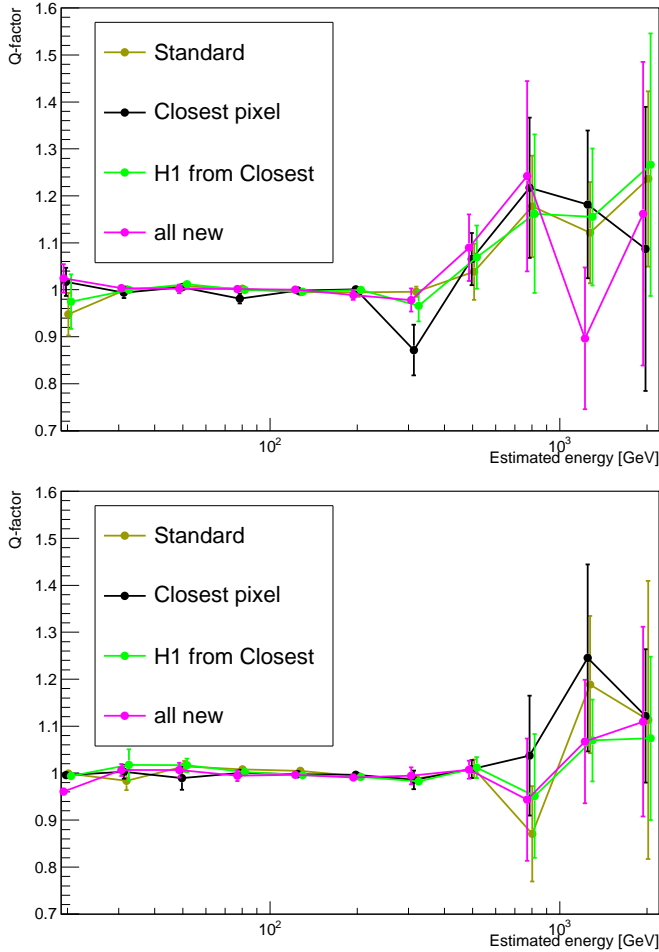 Q-factor
1.6
1.5
1.4
1.3
1.2
1.1
1
0.9
0.8
0.7
Standard
Closest pixel
H1 from Closest
all new
10²
10³
Estimated energy [GeV]
Q-factor
1.6
1.5
1.4
1.3
1.2
1.1
1
0.9
0.8
0.7
Standard
Closest pixel
H1 from Closest
all new
10²
10³
Estimated energy [GeV]